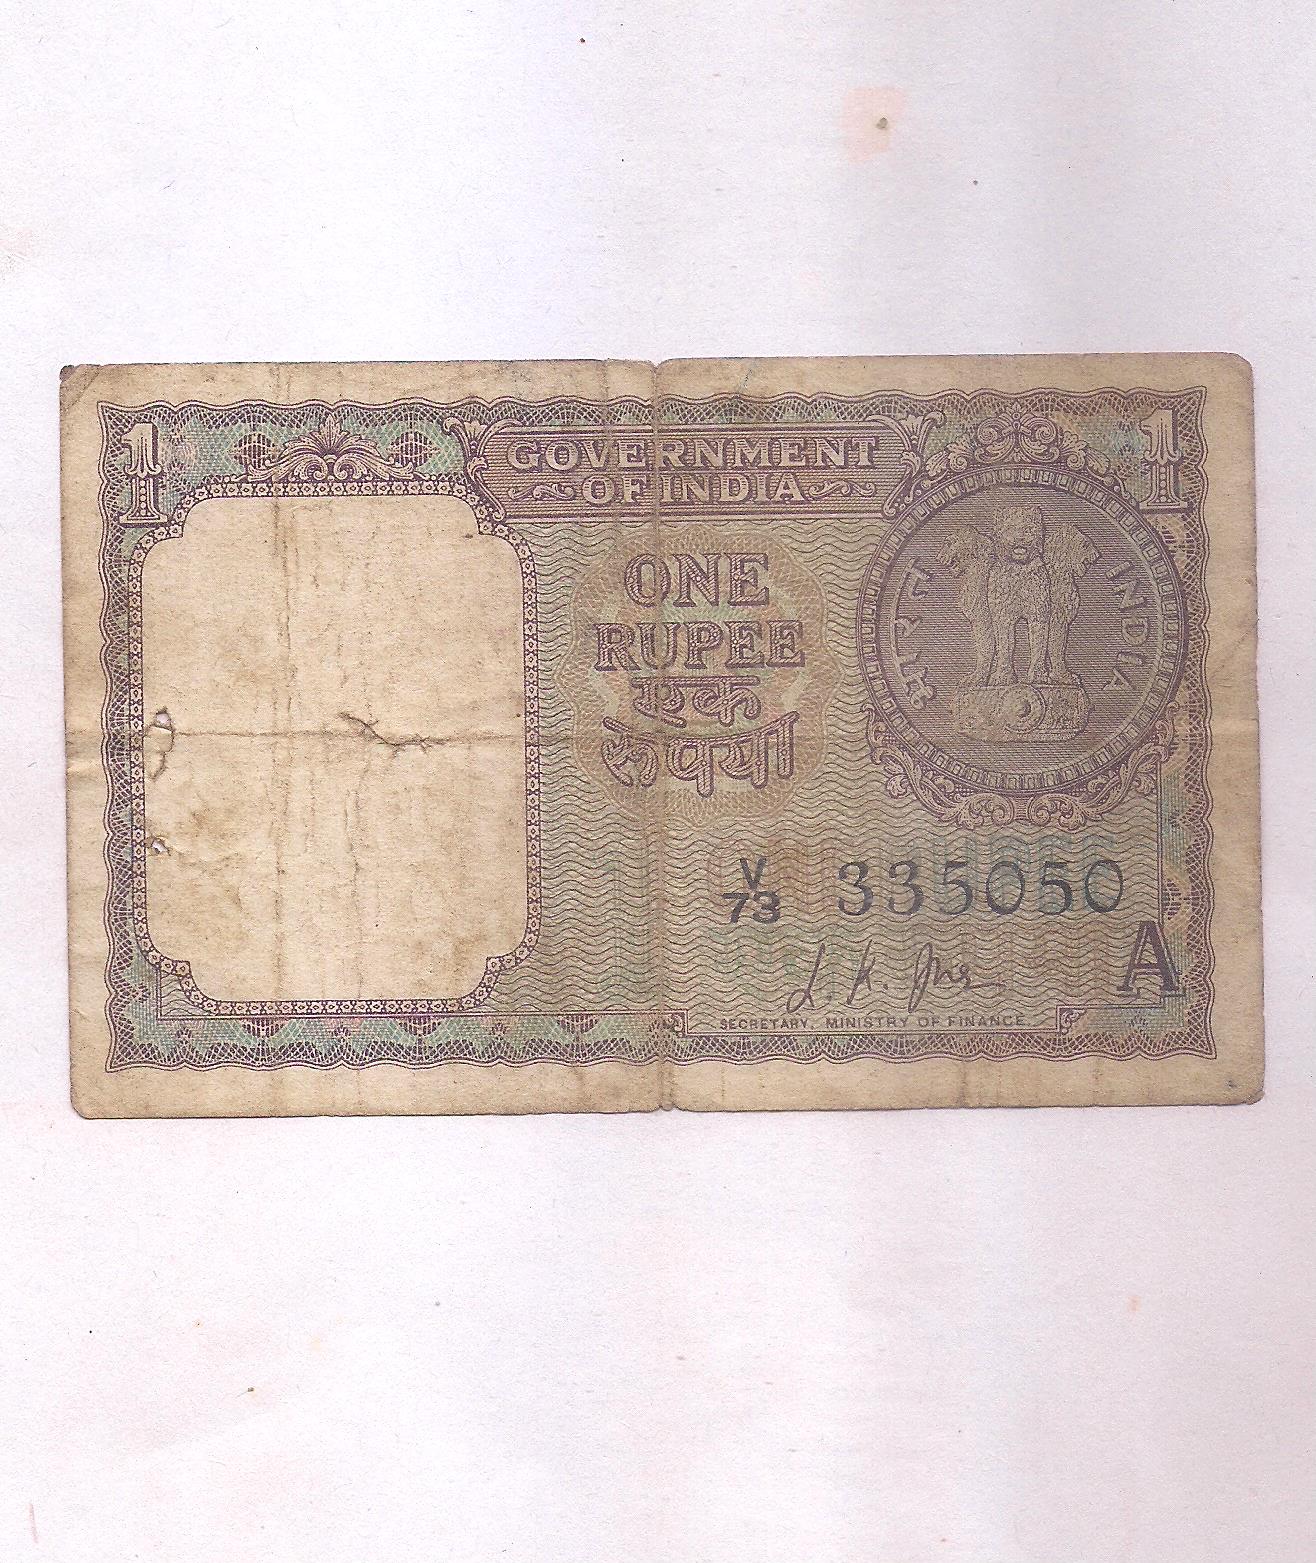 1 1
GOVERNMENT
OF INDIA
ONE
RUPEE
एक
रुपया
भारत INDIA
V/73 335050
A
SECRETARY, MINISTRY OF FINANCE